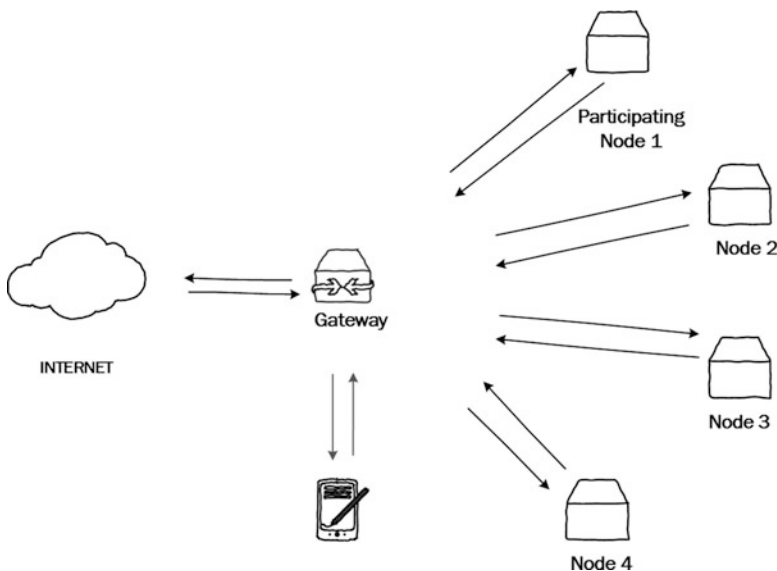 Participating
Node 1
Node 2
Gateway
INTERNET
Node 3
Node 4